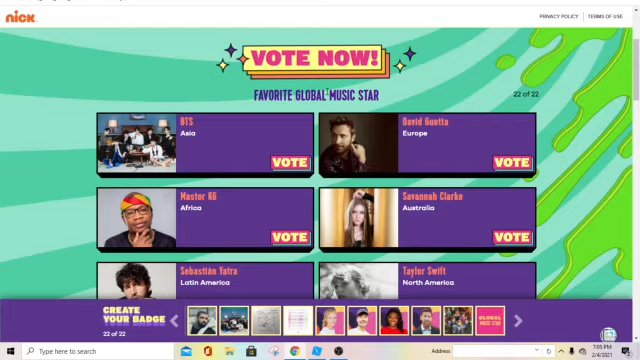 nick
PRIVACY POLICY | TERMS OF USE
VOTE NOW!
FAVORITE GLOBAL MUSIC STAR
22 of 22
BTS
Asia
VOTE
David Guetta
Europe
VOTE
Master KG
Africa
VOTE
Savannah Clarke
Australia
VOTE
Sebastián Yatra
Latin America
Taylor Swift
North America
CREATE
YOUR BADGE
22 of 22
GLOBAL
MUSIC STAR
Type here to search
Address
7:05 PM
2/4/2021